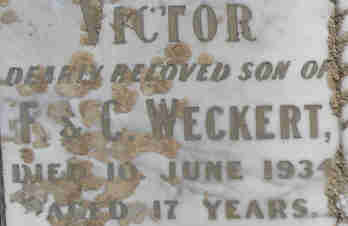 VICTOR
DEARLY BELOVED SON OF
F. & C. WECKERT,
DIED 10 JUNE 1934
AGED 17 YEARS.